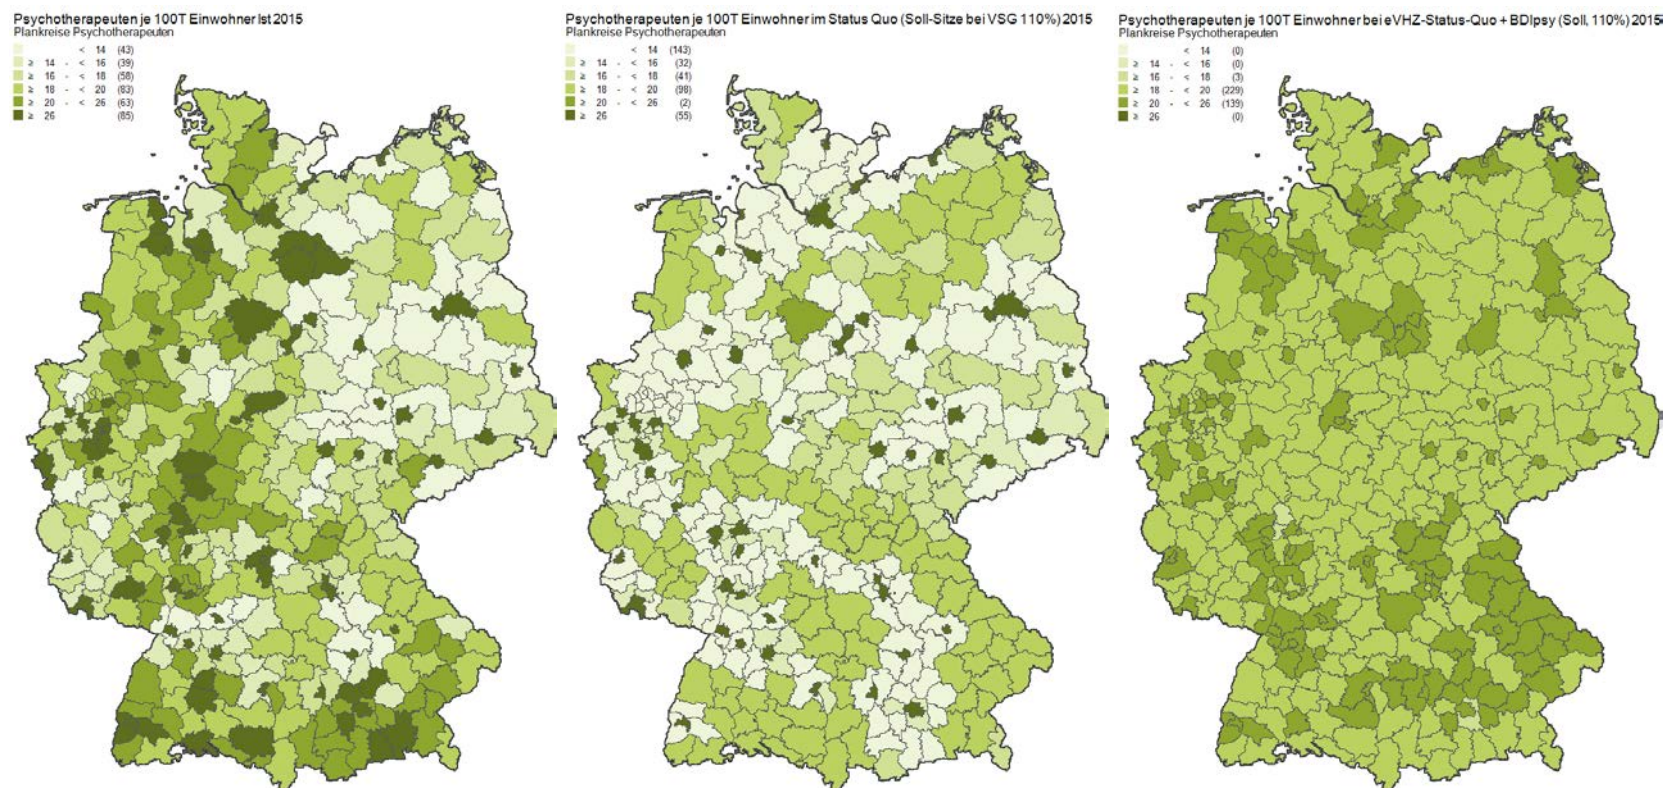 Psychotherapeuten je 100T Einwohner Ist 2015
Plankreise Psychotherapeuten
< 14 (43)
≥ 14 - < 16 (39)
≥ 16 - < 18 (58)
≥ 18 - < 20 (83)
≥ 20 - < 26 (63)
≥ 26 (85)
Psychotherapeuten je 100T Einwohner im Status Quo (Soll-Sitze bei VSG 110%) 2015
Plankreise Psychotherapeuten
< 14 (143)
≥ 14 - < 16 (32)
≥ 16 - < 18 (41)
≥ 18 - < 20 (98)
≥ 20 - < 26 (2)
≥ 26 (55)
Psychotherapeuten je 100T Einwohner bei eVHZ-Status-Quo + BDIpsy (Soll, 110%) 2015
Plankreise Psychotherapeuten
< 14 (0)
≥ 14 - < 16 (0)
≥ 16 - < 18 (3)
≥ 18 - < 20 (229)
≥ 20 - < 26 (139)
≥ 26 (0)